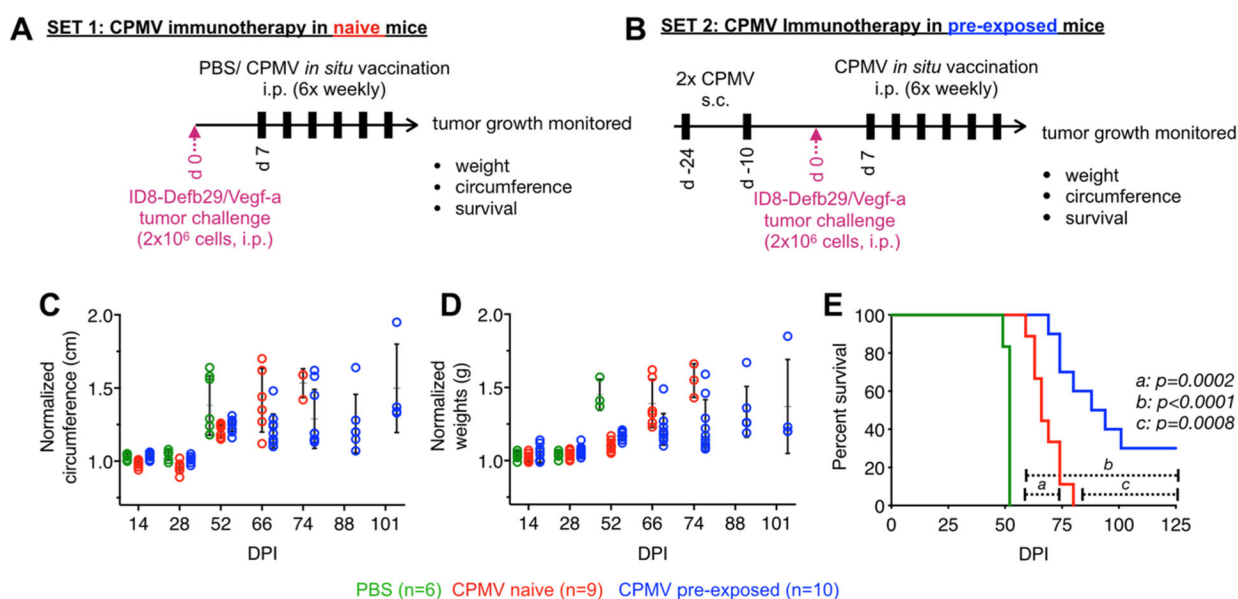 A SET 1: CPMV immunotherapy in naive mice
PBS/ CPMV in situ vaccination
i.p. (6x weekly)
tumor growth monitored
d 0
d 7
ID8-Defb29/Vegf-a
tumor challenge
(2x10⁶ cells, i.p.)
• weight
• circumference
• survival
B SET 2: CPMV Immunotherapy in pre-exposed mice
2x CPMV
s.c.
CPMV in situ vaccination
i.p. (6x weekly)
tumor growth monitored
d -24
d -10
d 0
d 7
ID8-Defb29/Vegf-a
tumor challenge
(2x10⁶ cells, i.p.)
• weight
• circumference
• survival
C
Normalized
circumference (cm)
2.0
1.5
1.0
14 28 52 66 74 88 101
DPI
D
Normalized
weights (g)
2.0
1.5
1.0
14 28 52 66 74 88 101
DPI
E
Percent survival
100
80
60
40
20
0
0 25 50 75 100 125
DPI
a: p=0.0002
b: p<0.0001
c: p=0.0008
b
a
c
PBS (n=6) CPMV naive (n=9) CPMV pre-exposed (n=10)